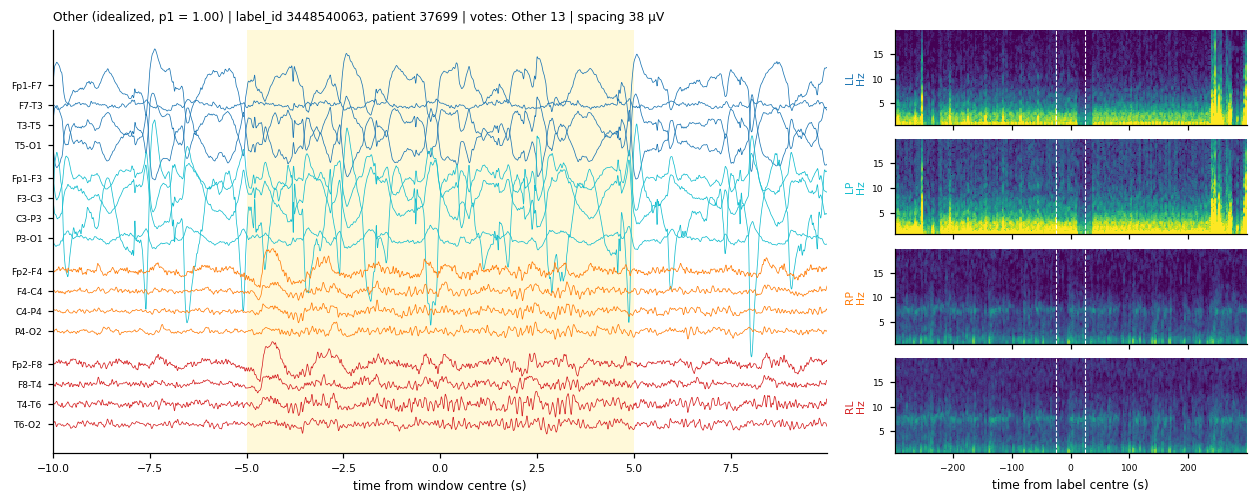 Other (idealized, p1 = 1.00) | label_id 3448540063, patient 37699 | votes: Other 13 | spacing 38 µV
Fp1-F7
F7-T3
T3-T5
T5-O1
Fp1-F3
F3-C3
C3-P3
P3-O1
Fp2-F4
F4-C4
C4-P4
P4-O2
Fp2-F8
F8-T4
T4-T6
T6-O2
−10.0 −7.5 −5.0 −2.5 0.0 2.5 5.0 7.5
time from window centre (s)
LL
Hz
15
10
5
LP
Hz
15
10
5
RP
Hz
15
10
5
RL
Hz
15
10
5
−200 −100 0 100 200
time from label centre (s)